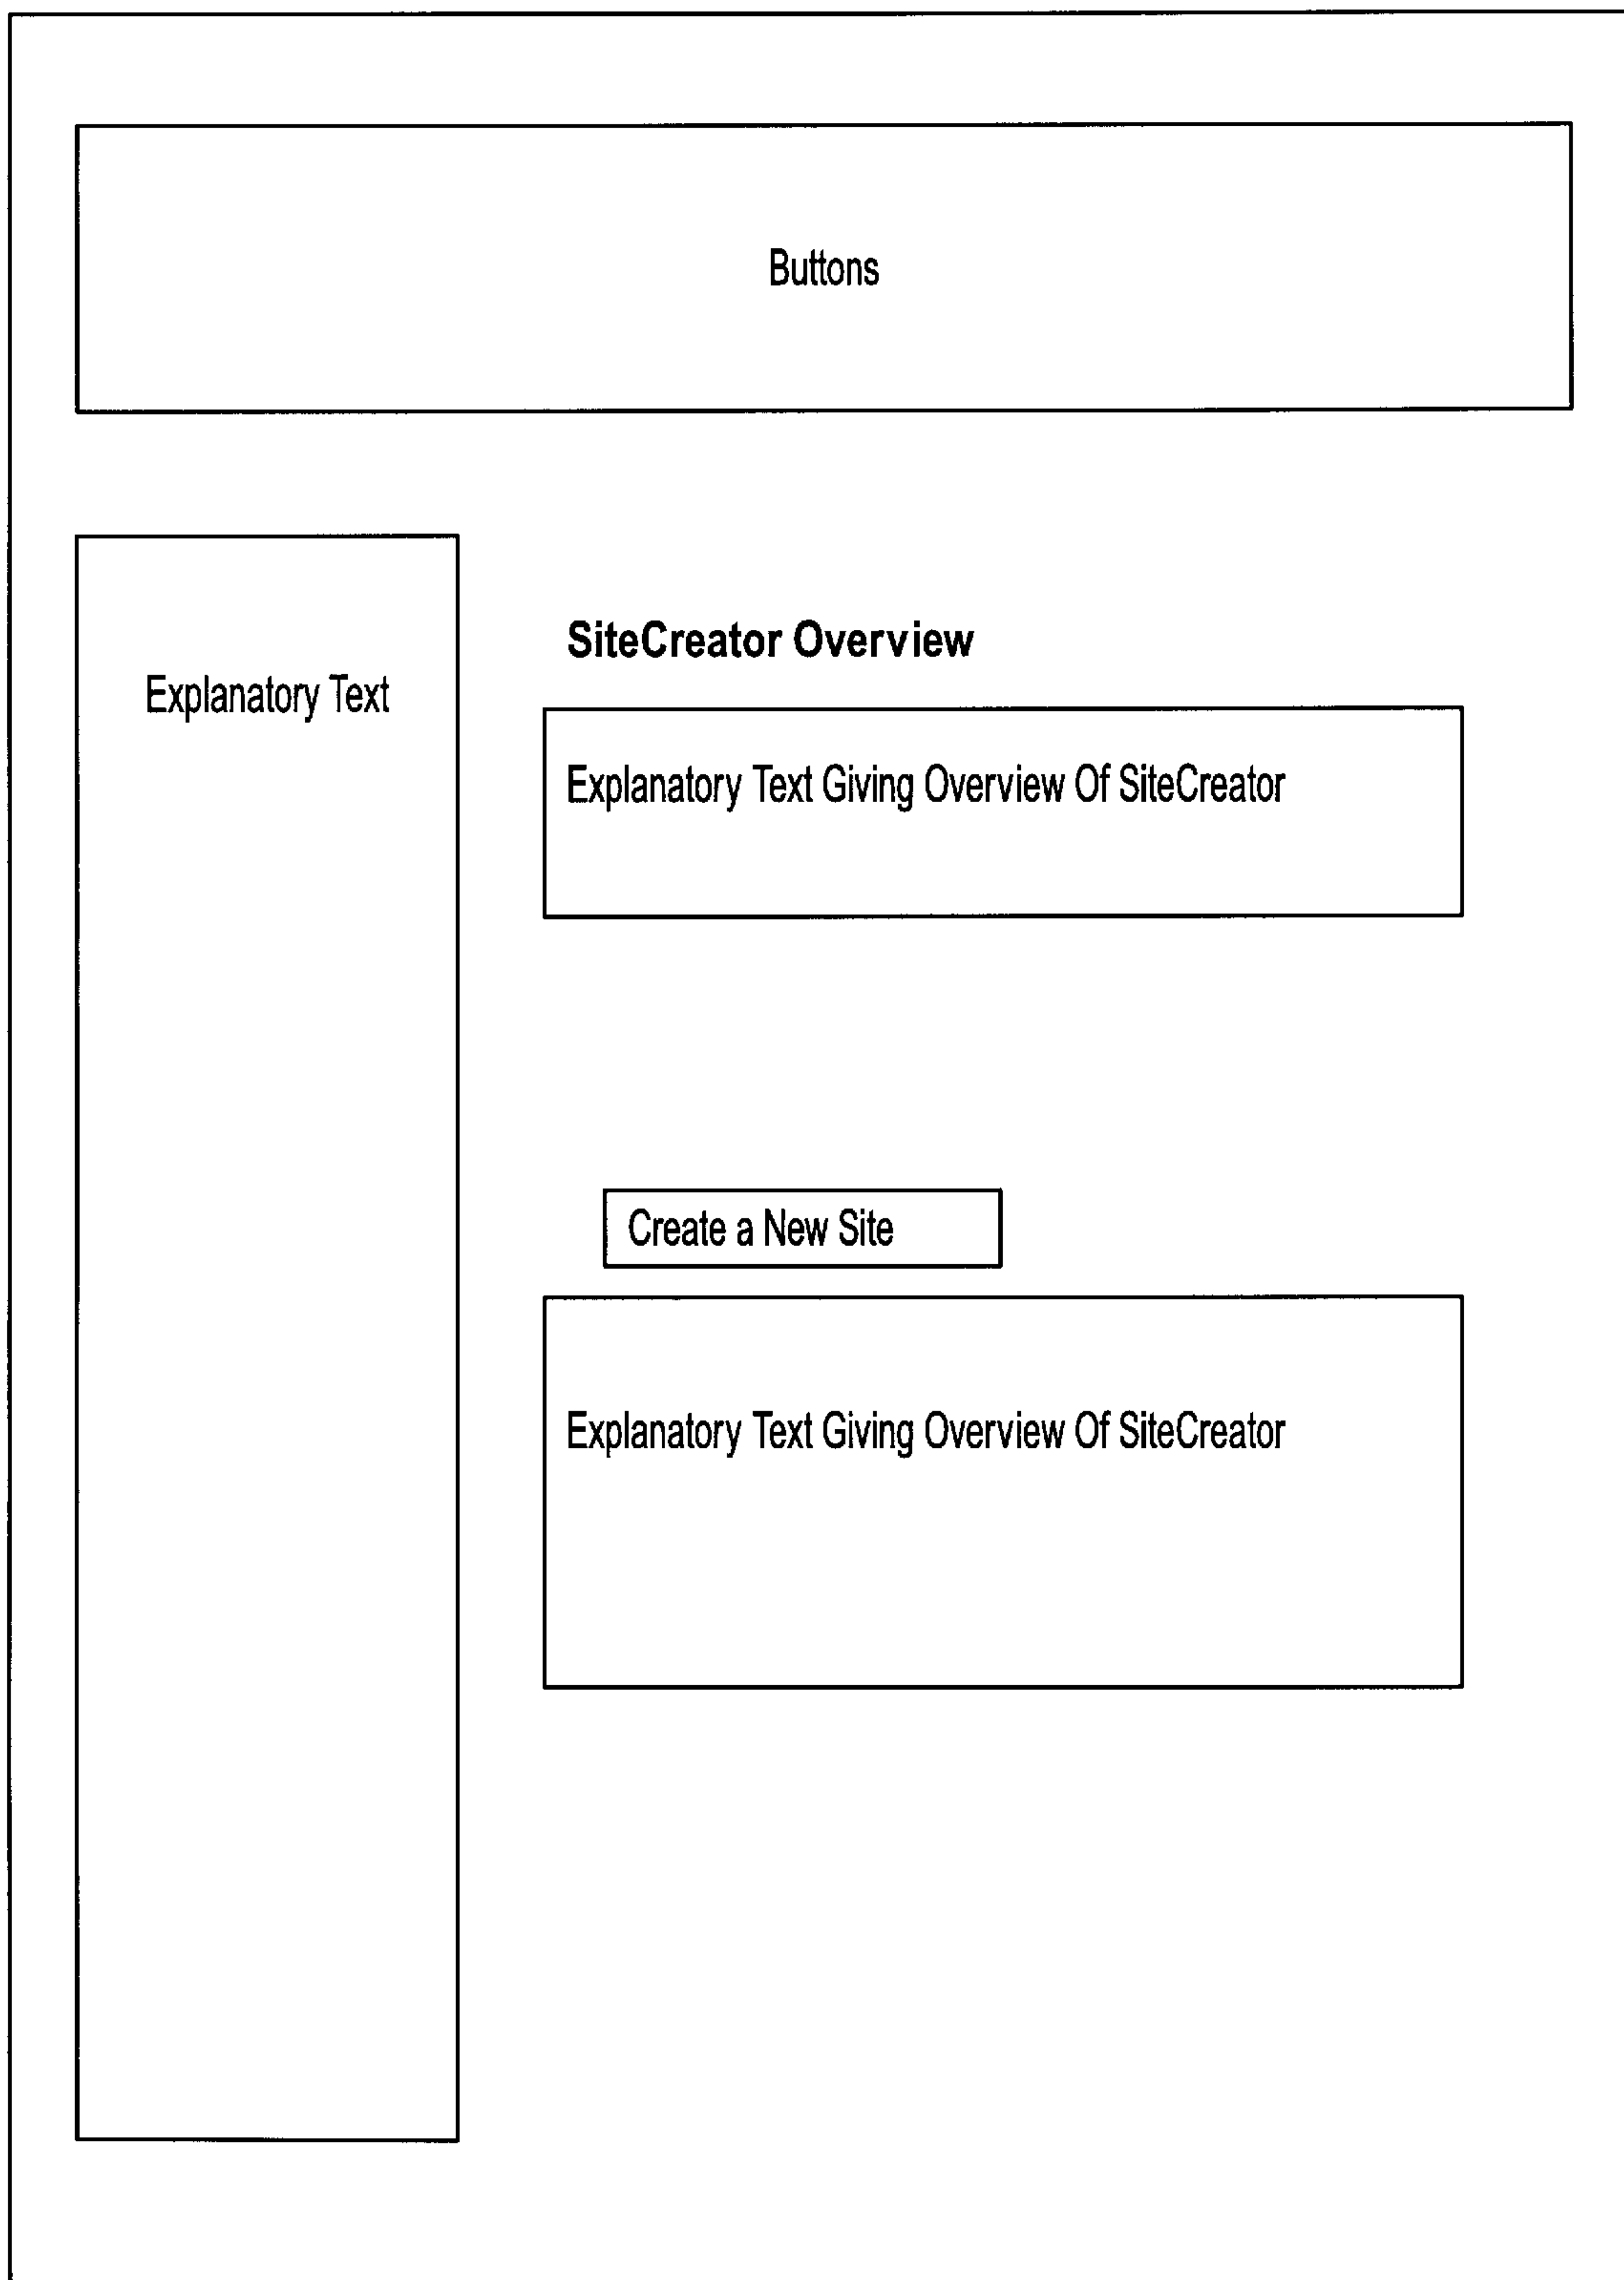 Buttons
Explanatory Text
SiteCreator Overview
Explanatory Text Giving Overview Of SiteCreator
Create a New Site
Explanatory Text Giving Overview Of SiteCreator